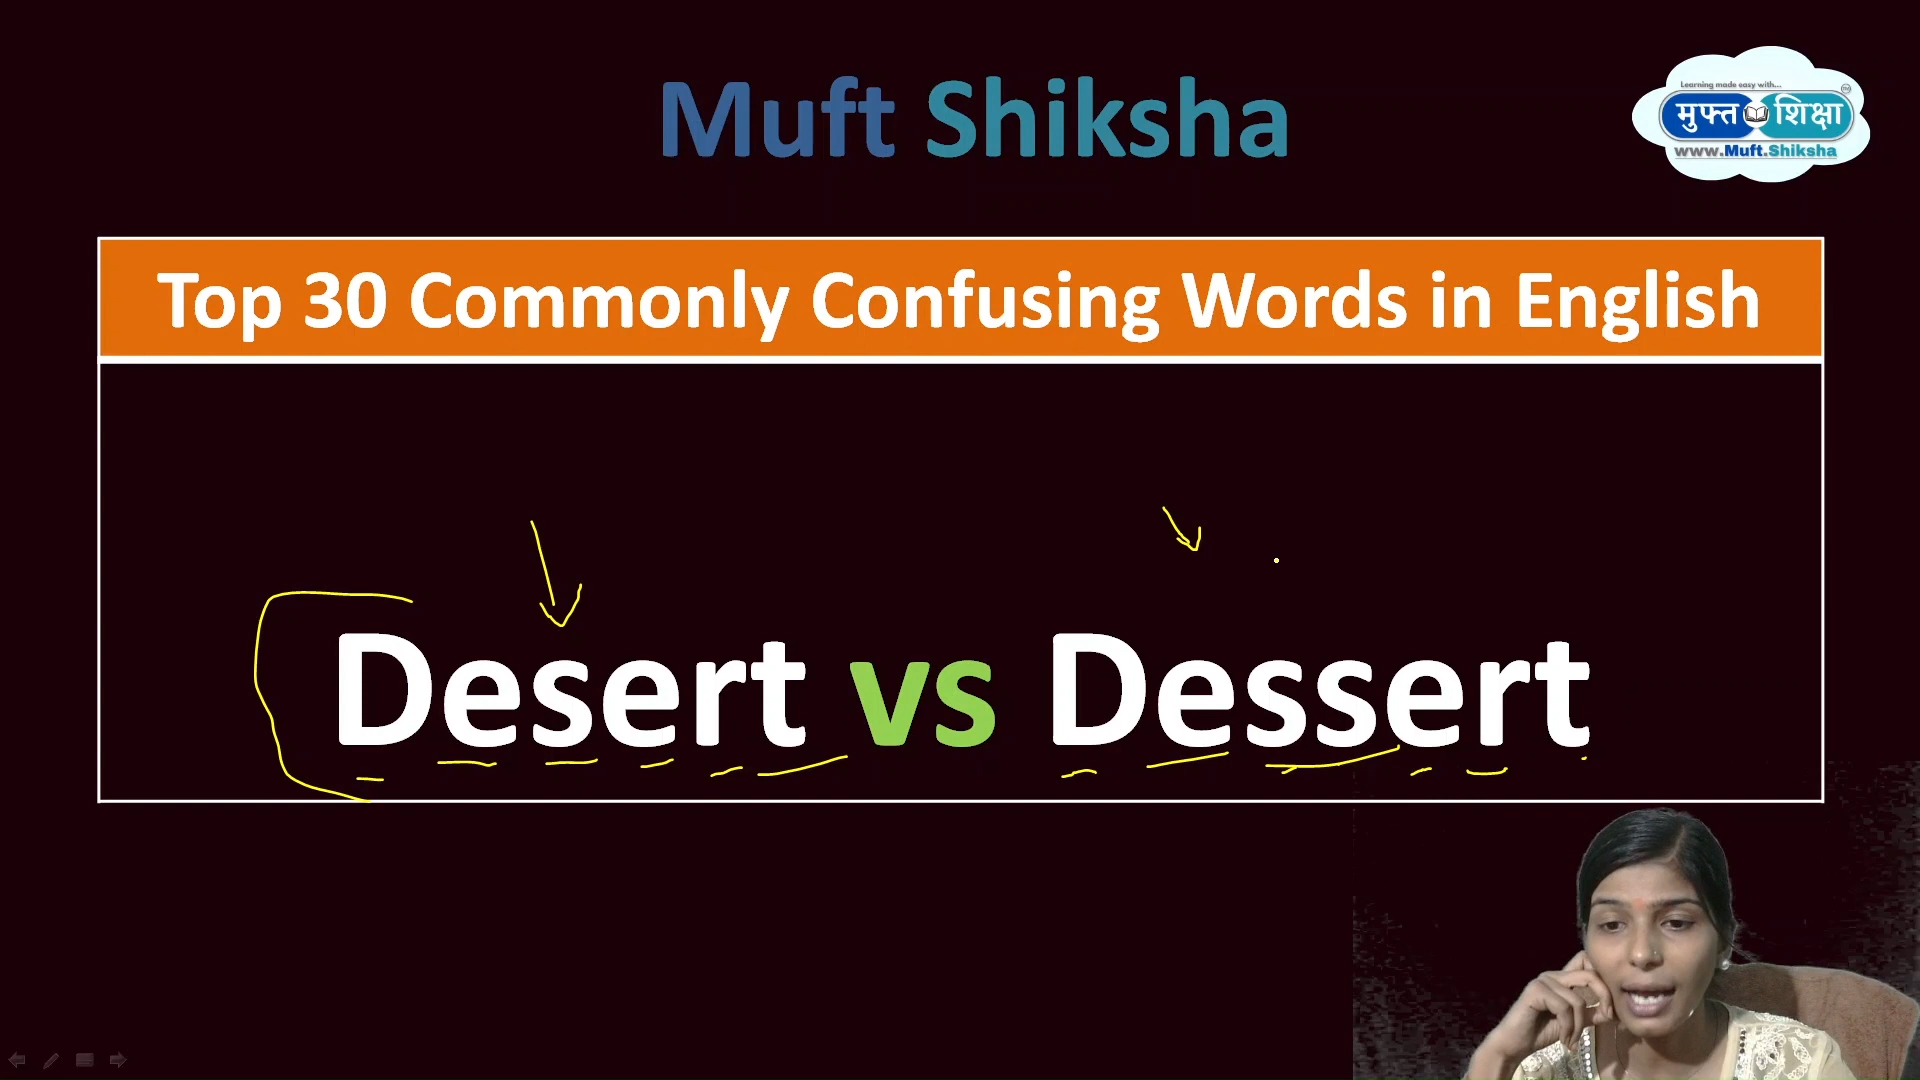 Muft Shiksha
Learning made easy with...
मुफ्त शिक्षा
TM
www.Muft.Shiksha
Top 30 Commonly Confusing Words in English
Desert vs Dessert